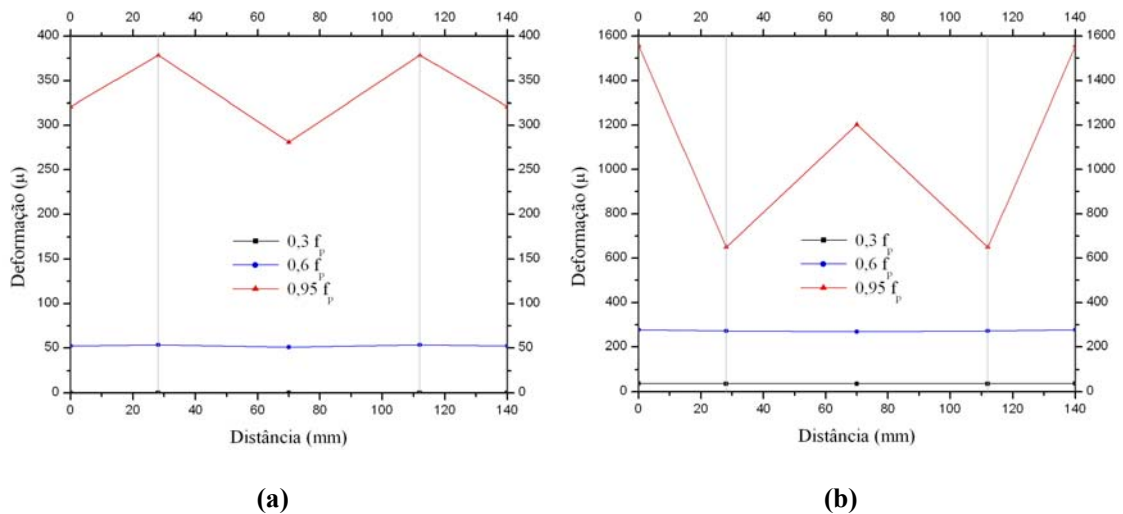 0 20 40 60 80 100 120 140
400 400
350 350
300 300
250 250
200 200
150 150
100 100
50 50
0 0
0 20 40 60 80 100 120 140
Deformação (μ)
Distância (mm)
0,3 fp
0,6 fp
0,95 fp
(a)
0 20 40 60 80 100 120 140
1600 1600
1400 1400
1200 1200
1000 1000
800 800
600 600
400 400
200 200
0 0
0 20 40 60 80 100 120 140
Deformação (μ)
Distância (mm)
0,3 fp
0,6 fp
0,95 fp
(b)